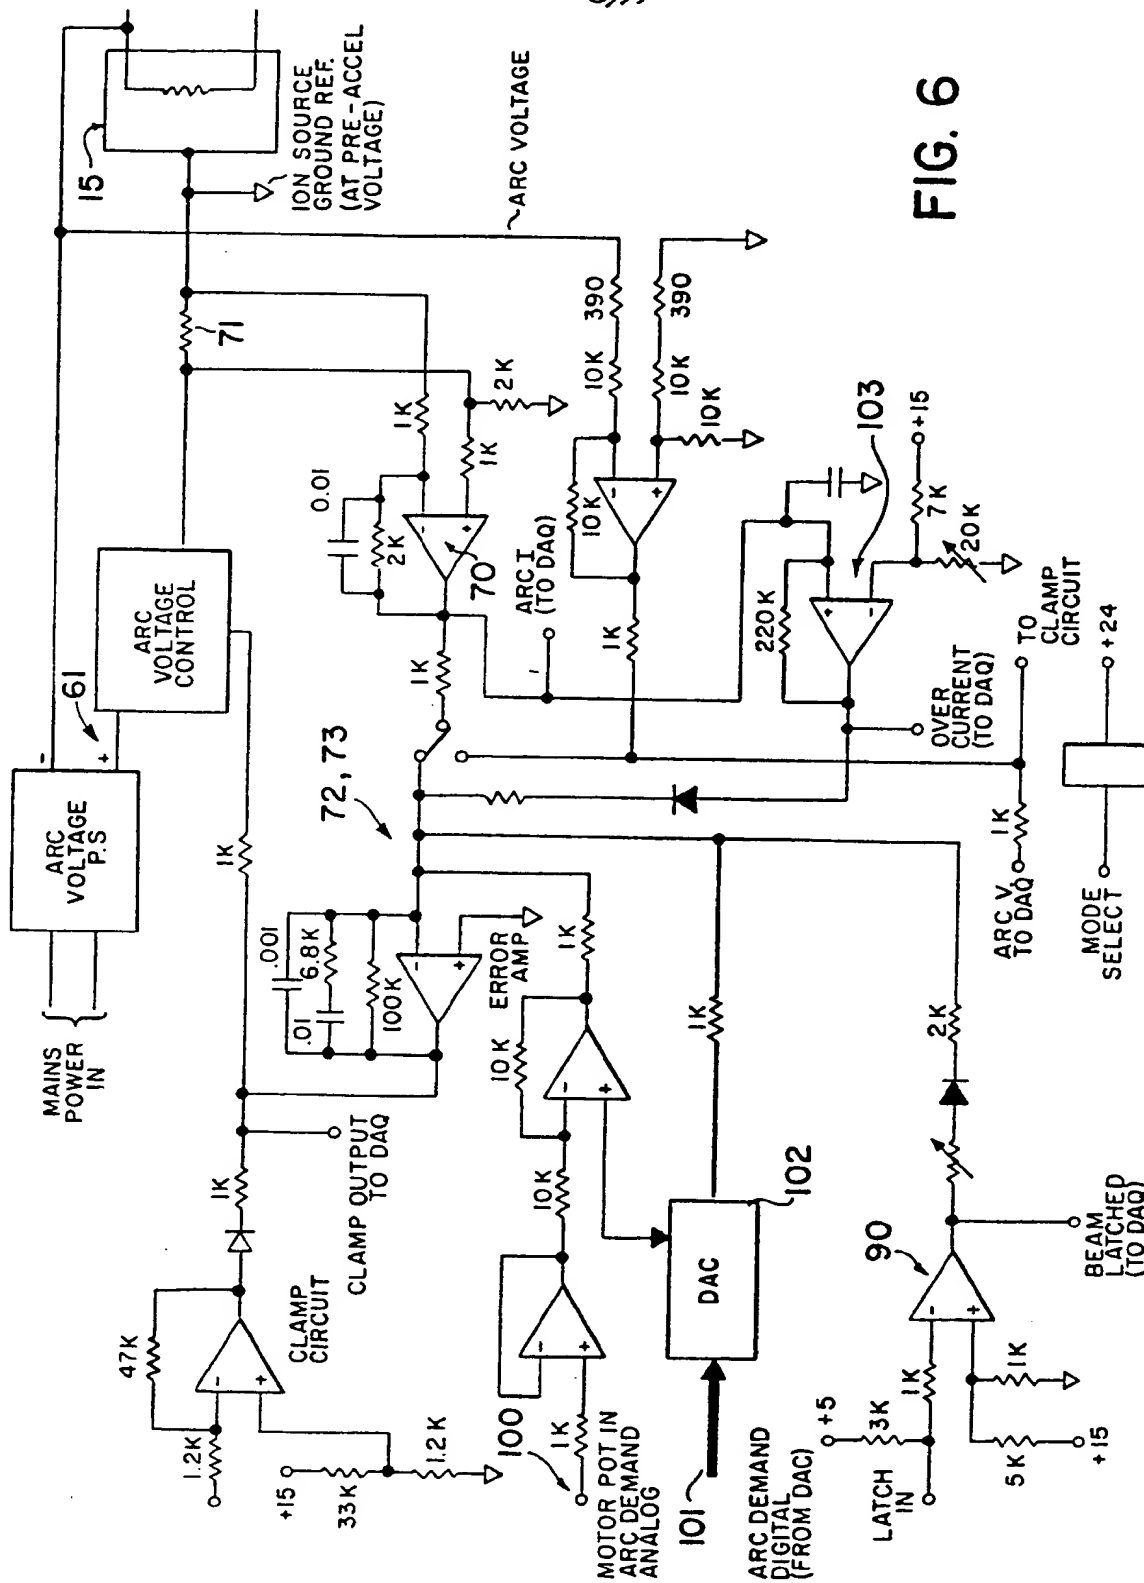 MAINS
POWER
IN
ARC
VOLTAGE
P.S
-
+
61
ARC
VOLTAGE
CONTROL
15
ION SOURCE
GROUND REF.
(AT PRE-ACCEL
VOLTAGE)
71
ARC VOLTAGE
1K
1K
CLAMP OUTPUT
TO DAQ
47K
CLAMP
CIRCUIT
-
+
1.2K
+15
33K
1.2K
.001
6.8K
.01
100K
-
+
ERROR
AMP
72, 73
1K
0.01
2K
-
+
70
1K
1K
2K
ARC I
(TO DAQ)
10K
-
+
10K
390
10K
390
10K
1K
220K
+
-
103
7K
+15
20K
OVER
CURRENT
(TO DAQ)
TO
CLAMP
CIRCUIT
1K
ARC V
TO DAQ
MODE
SELECT
+24
100
1K
MOTOR POT IN
ARC DEMAND
ANALOG
-
+
10K
10K
-
+
1K
1K
DAC
102
101
ARC DEMAND
DIGITAL
(FROM DAC)
+5
3K
LATCH
IN
1K
-
+
90
1K
5K
+15
2K
BEAM
LATCHED
(TO DAQ)
FIG. 6